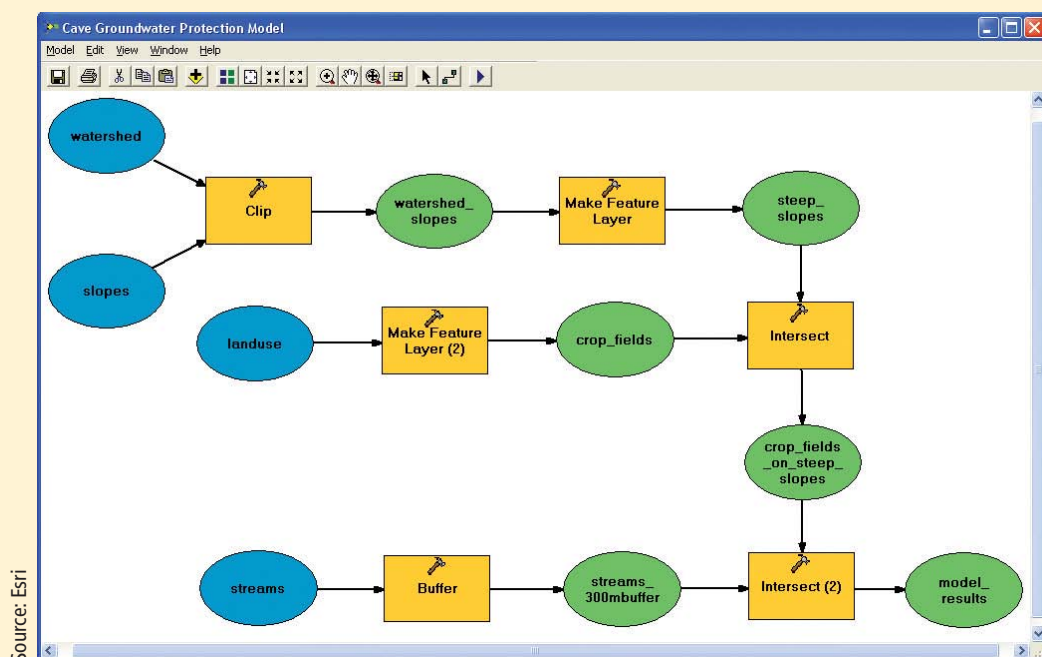 Cave Groundwater Protection Model
Model Edit View Window Help
watershed
Clip
watershed_
slopes
Make Feature
Layer
steep_
slopes
slopes
landuse
Make Feature
Layer (2)
crop_fields
Intersect
crop_fields
_on_steep_
slopes
streams
Buffer
streams_
300mbuffer
Intersect (2)
model_
results
Source: Esri